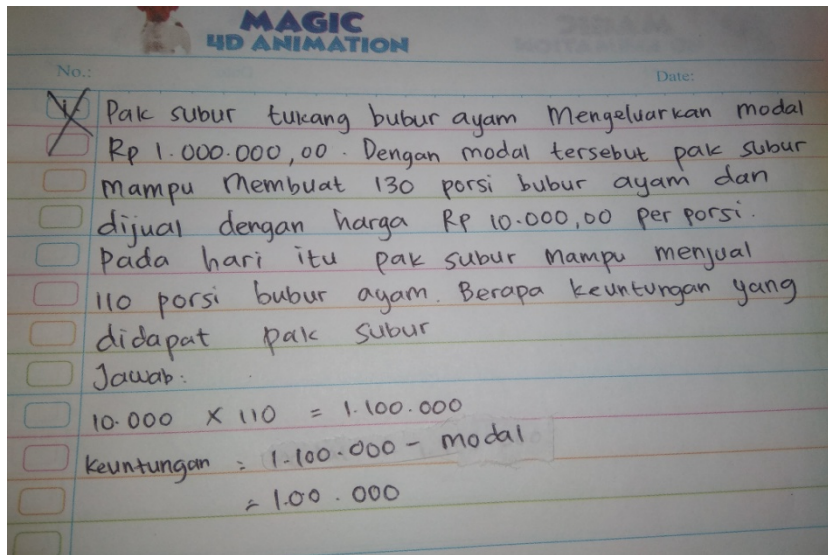 MAGIC
4D ANIMATION
No.:
Date:
Pak subur tukang bubur ayam Mengeluarkan modal
Rp 1.000.000,00. Dengan modal tersebut pak subur
mampu Membuat 130 porsi bubur ayam dan
dijual dengan harga Rp 10.000,00 per porsi.
Pada hari itu pak subur Mampu menjual
110 porsi bubur ayam. Berapa keuntungan yang
didapat pak subur
Jawab:
10.000 X 110 = 1.100.000
keuntungan = 1.100.000 - modal
= 1.00.000